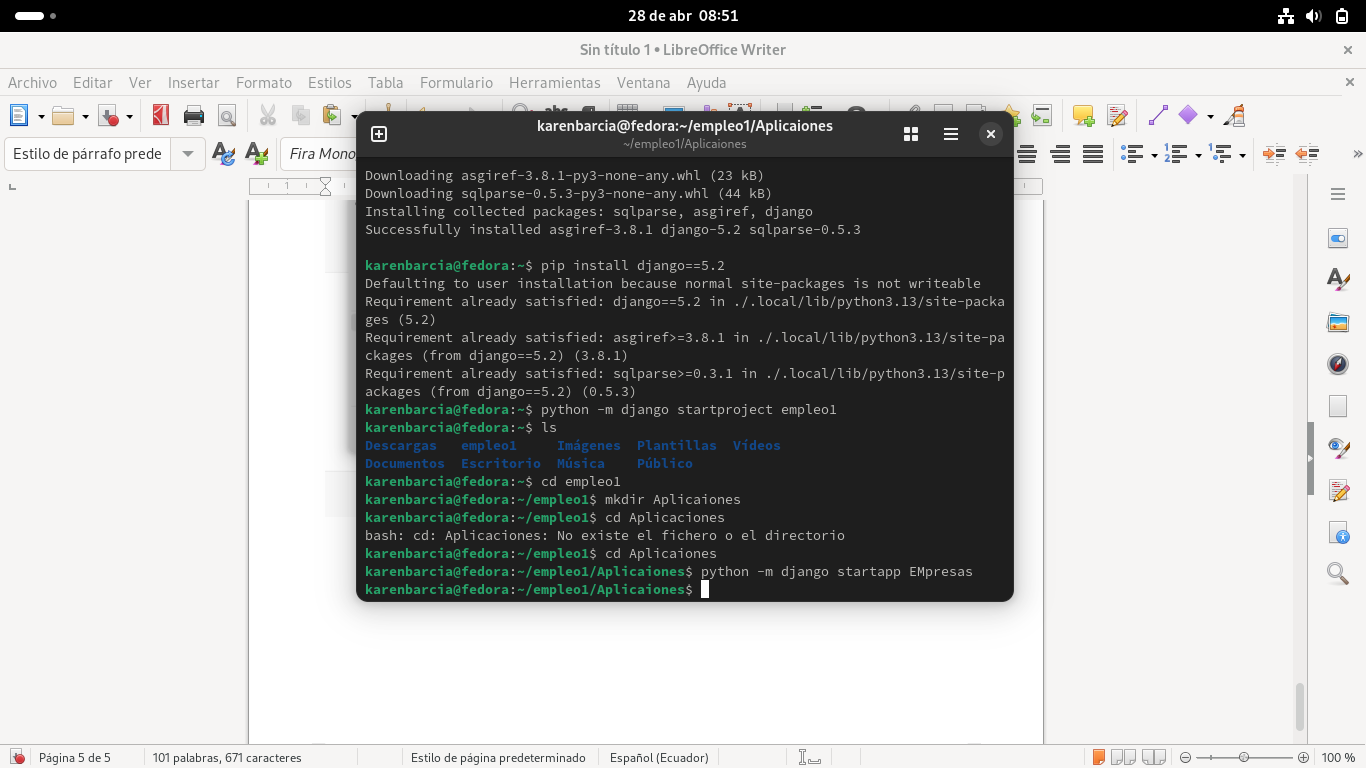 28 de abr 08:51
Sin título 1 • LibreOffice Writer
Archivo Editar Ver Insertar Formato Estilos Tabla Formulario Herramientas Ventana Ayuda
Estilo de párrafo prede
Fira Mono
karenbarcia@fedora:~/empleo1/Aplicaiones
~/empleo1/Aplicaiones
Downloading asgiref-3.8.1-py3-none-any.whl (23 kB)
Downloading sqlparse-0.5.3-py3-none-any.whl (44 kB)
Installing collected packages: sqlparse, asgiref, django
Successfully installed asgiref-3.8.1 django-5.2 sqlparse-0.5.3
karenbarcia@fedora:~$ pip install django==5.2
Defaulting to user installation because normal site-packages is not writeable
Requirement already satisfied: django==5.2 in ./.local/lib/python3.13/site-packa
ges (5.2)
Requirement already satisfied: asgiref>=3.8.1 in ./.local/lib/python3.13/site-pa
ckages (from django==5.2) (3.8.1)
Requirement already satisfied: sqlparse>=0.3.1 in ./.local/lib/python3.13/site-p
ackages (from django==5.2) (0.5.3)
karenbarcia@fedora:~$ python -m django startproject empleo1
karenbarcia@fedora:~$ ls
Descargas empleo1 Imágenes Plantillas Vídeos
Documentos Escritorio Música Público
karenbarcia@fedora:~$ cd empleo1
karenbarcia@fedora:~/empleo1$ mkdir Aplicaiones
karenbarcia@fedora:~/empleo1$ cd Aplicaciones
bash: cd: Aplicaciones: No existe el fichero o el directorio
karenbarcia@fedora:~/empleo1$ cd Aplicaiones
karenbarcia@fedora:~/empleo1/Aplicaiones$ python -m django startapp EMpresas
karenbarcia@fedora:~/empleo1/Aplicaiones$
Página 5 de 5 101 palabras, 671 caracteres Estilo de página predeterminado Español (Ecuador) 100 %